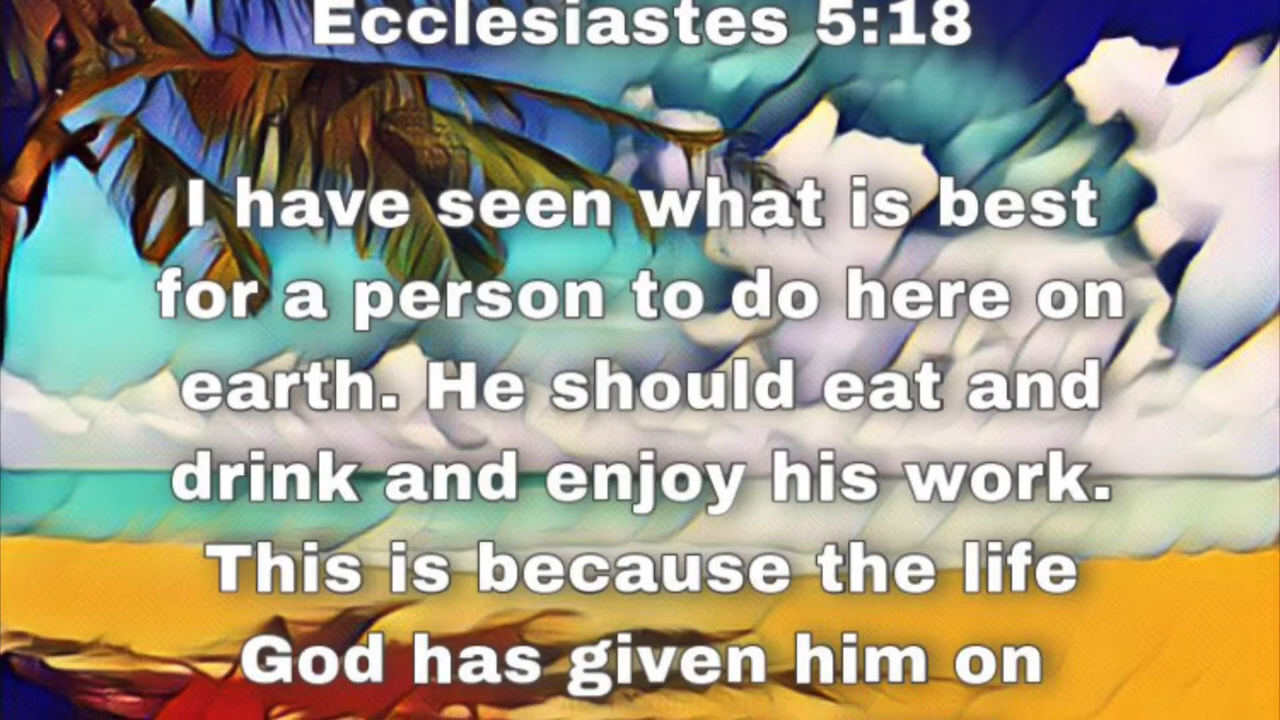 Ecclesiastes 5:18
I have seen what is best
for a person to do here on
earth. He should eat and
drink and enjoy his work.
This is because the life
God has given him on